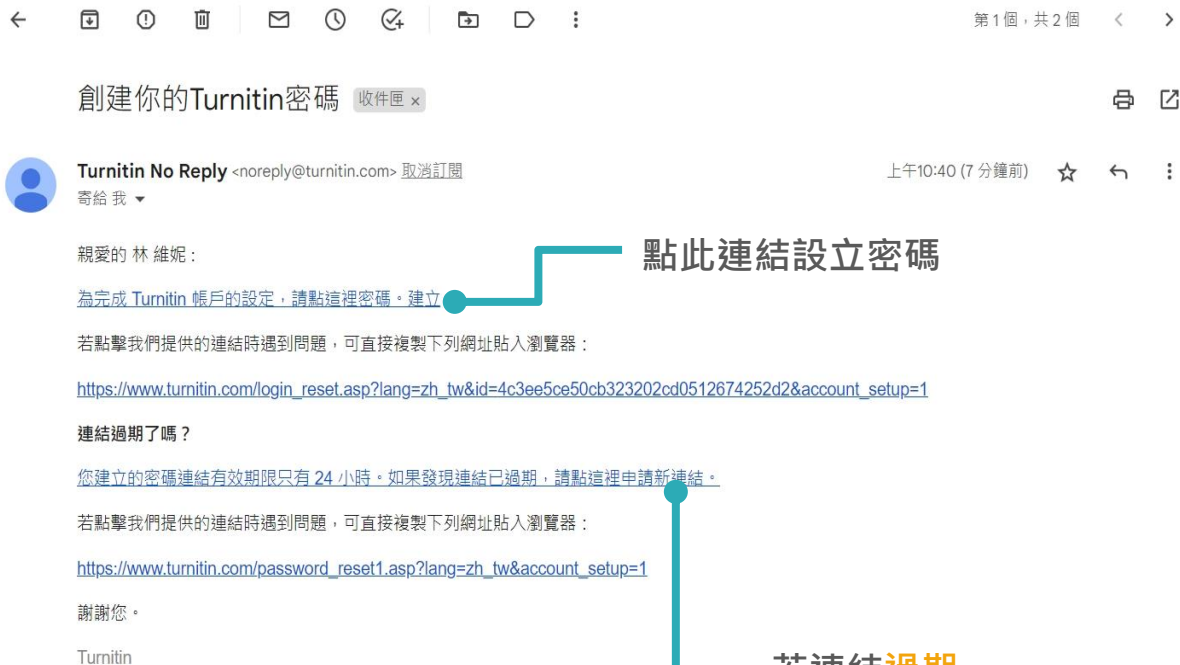 第1個，共2個
創建你的Turnitin密碼 收件匣 x
Turnitin No Reply <noreply@turnitin.com> 取消訂閱
上午10:40 (7 分鐘前)
寄給 我
親愛的 林 維妮：
點此連結設立密碼
為完成 Turnitin 帳戶的設定，請點這裡密碼。建立
若點擊我們提供的連結時遇到問題，可直接複製下列網址貼入瀏覽器：
https://www.turnitin.com/login_reset.asp?lang=zh_tw&id=4c3ee5ce50cb323202cd0512674252d2&account_setup=1
連結過期了嗎？
您建立的密碼連結有效期限只有 24 小時。如果發現連結已過期，請點這裡申請新連結。
若點擊我們提供的連結時遇到問題，可直接複製下列網址貼入瀏覽器：
https://www.turnitin.com/password_reset1.asp?lang=zh_tw&account_setup=1
謝謝您。
Turnitin
若連結過期